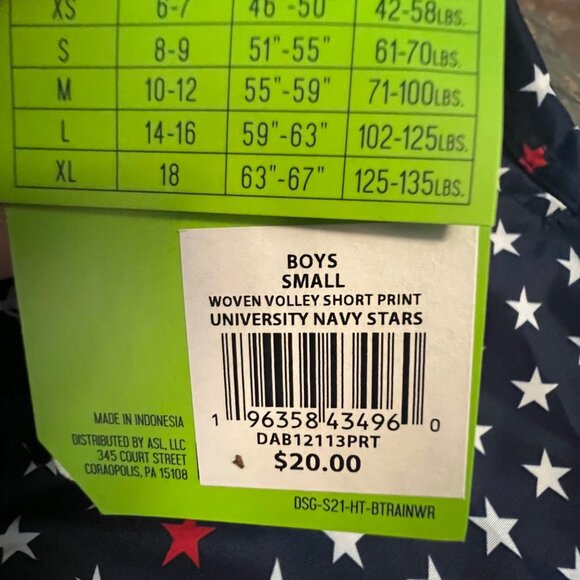 XS 6-7 46"-50" 42-58LBS.
S 8-9 51"-55" 61-70LBS.
M 10-12 55"-59" 71-100LBS.
L 14-16 59"-63" 102-125LBS.
XL 18 63"-67" 125-135LBS.
BOYS
SMALL
WOVEN VOLLEY SHORT PRINT
UNIVERSITY NAVY STARS
1 96358 43496 0
DAB12113PRT
$20.00
MADE IN INDONESIA
DISTRIBUTED BY ASL, LLC
345 COURT STREET
CORAOPOLIS, PA 15108
DSG-S21-HT-BTRAINWR